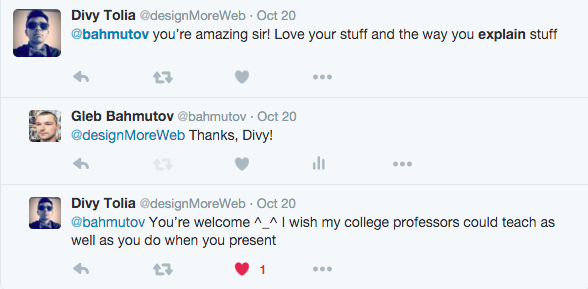 Divy Tolia @designMoreWeb · Oct 20
@bahmutov you're amazing sir! Love your stuff and the way you explain stuff
Gleb Bahmutov @bahmutov · Oct 20
@designMoreWeb Thanks, Divy!
Divy Tolia @designMoreWeb · Oct 20
@bahmutov You're welcome ^_^ I wish my college professors could teach as
well as you do when you present
1